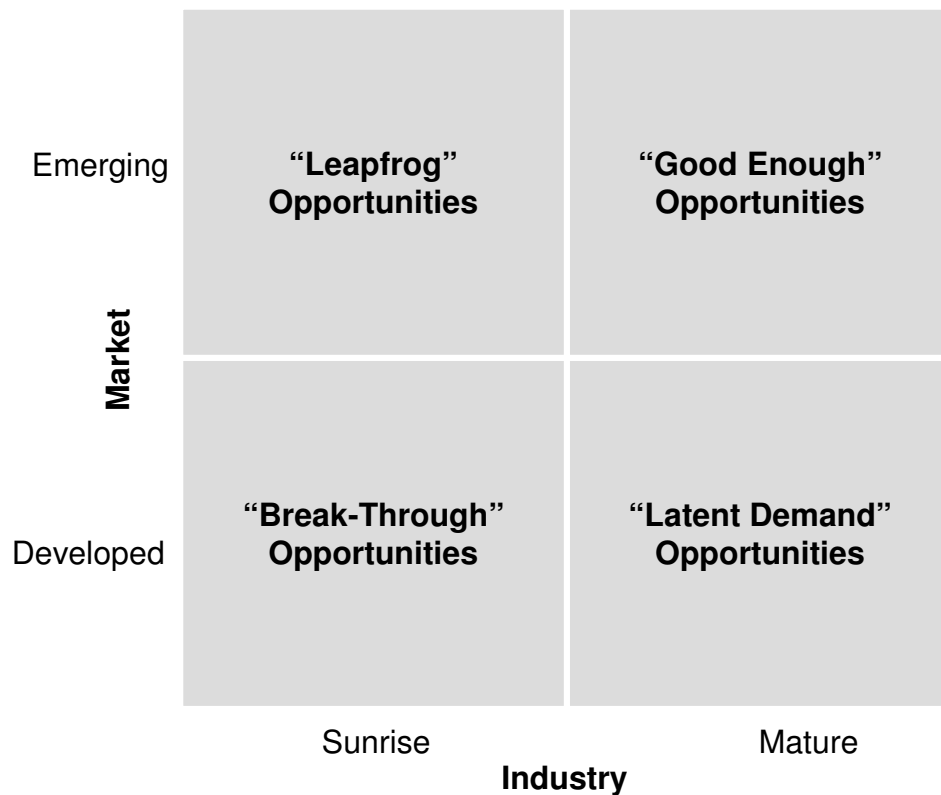 Emerging
“Leapfrog”
Opportunities
“Good Enough”
Opportunities
Market
Developed
“Break-Through”
Opportunities
“Latent Demand”
Opportunities
Sunrise
Mature
Industry